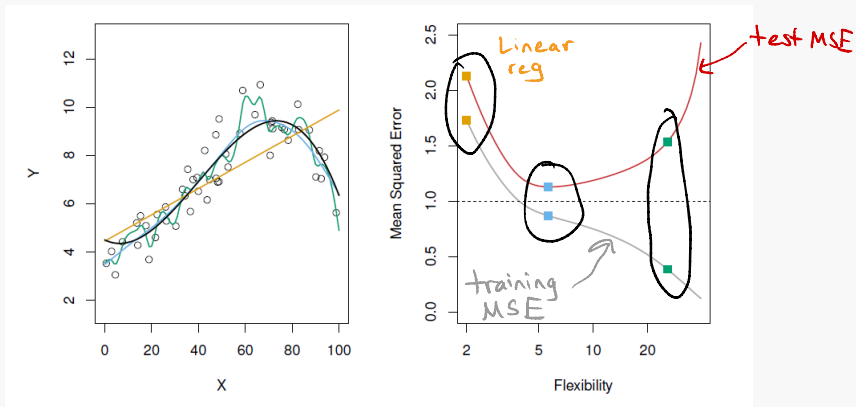 12
10
8
6
4
2
Y
0 20 40 60 80 100
X
2.5
2.0
1.5
1.0
0.5
0.0
Mean Squared Error
2 5 10 20
Flexibility
Linear
reg
test MSE
training
MSE